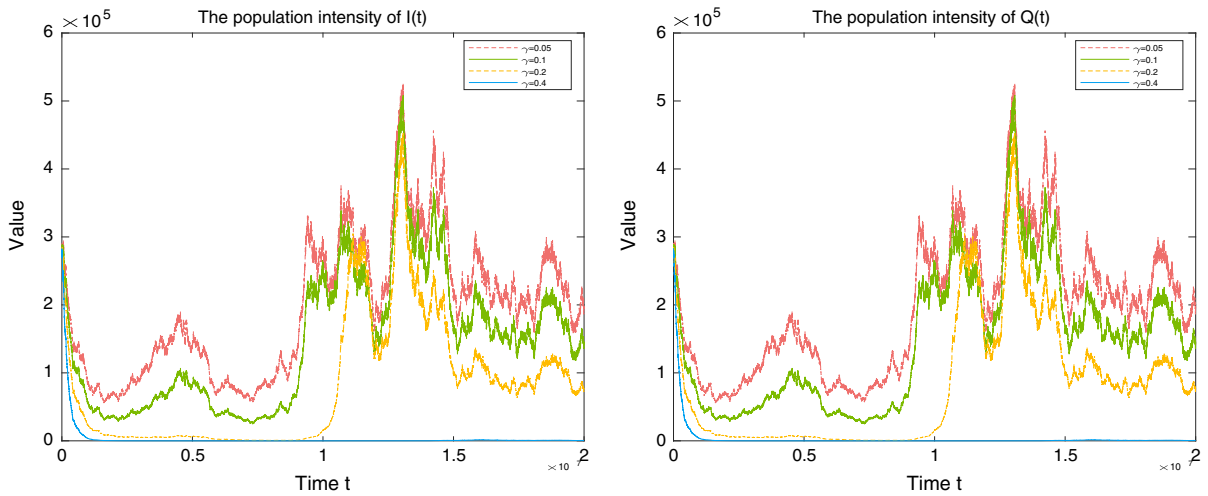 The population intensity of I(t)
× 10^5
6
5
4
3
2
1
0
Value
γ=0.05
γ=0.1
γ=0.2
γ=0.4
0
0.5
1
1.5
2
× 10^7
Time t
The population intensity of Q(t)
× 10^5
6
5
4
3
2
1
0
Value
γ=0.05
γ=0.1
γ=0.2
γ=0.4
0
0.5
1
1.5
2
× 10^7
Time t